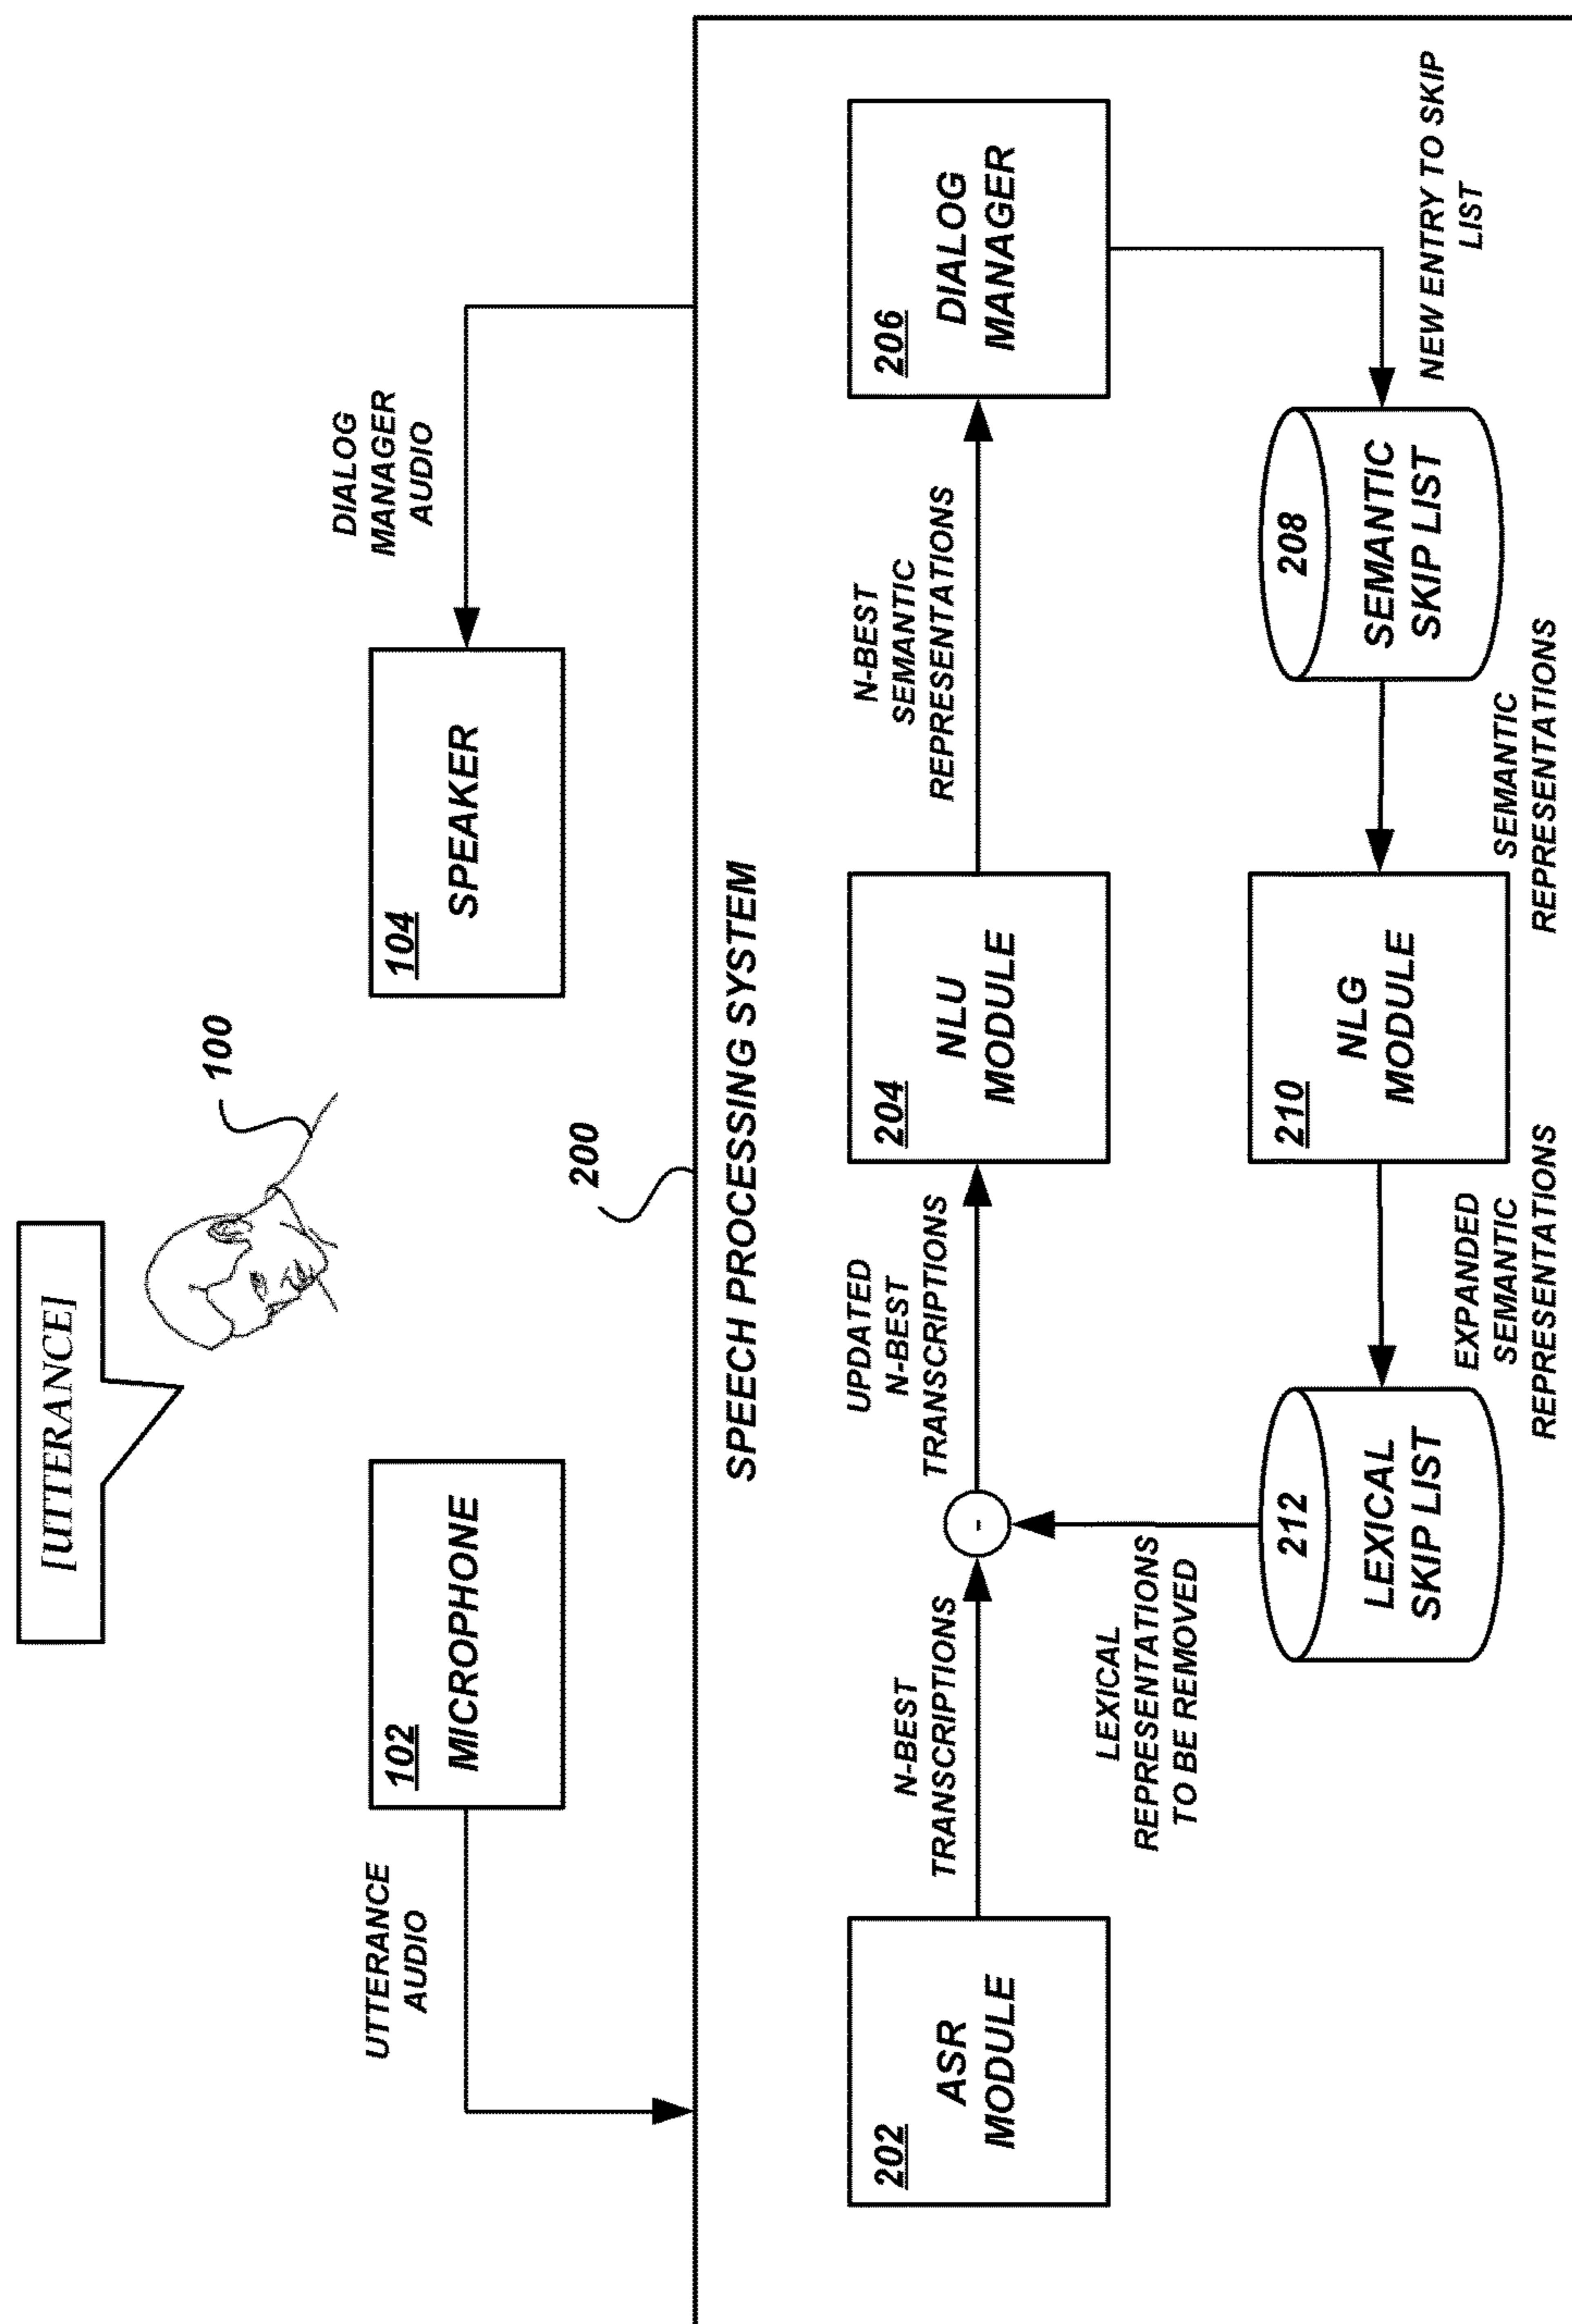 [UTTERANCE]
100
UTTERANCE
AUDIO
102
MICROPHONE
104
SPEAKER
DIALOG
MANAGER
AUDIO
200
SPEECH PROCESSING SYSTEM
202
ASR
MODULE
N-BEST
TRANSCRIPTIONS
UPDATED
N-BEST
TRANSCRIPTIONS
204
NLU
MODULE
N-BEST
SEMANTIC
REPRESENTATIONS
206
DIALOG
MANAGER
-
LEXICAL
REPRESENTATIONS
TO BE REMOVED
212
LEXICAL
SKIP LIST
EXPANDED
SEMANTIC
REPRESENTATIONS
210
NLG
MODULE
SEMANTIC
REPRESENTATIONS
208
SEMANTIC
SKIP LIST
NEW ENTRY TO SKIP
LIST